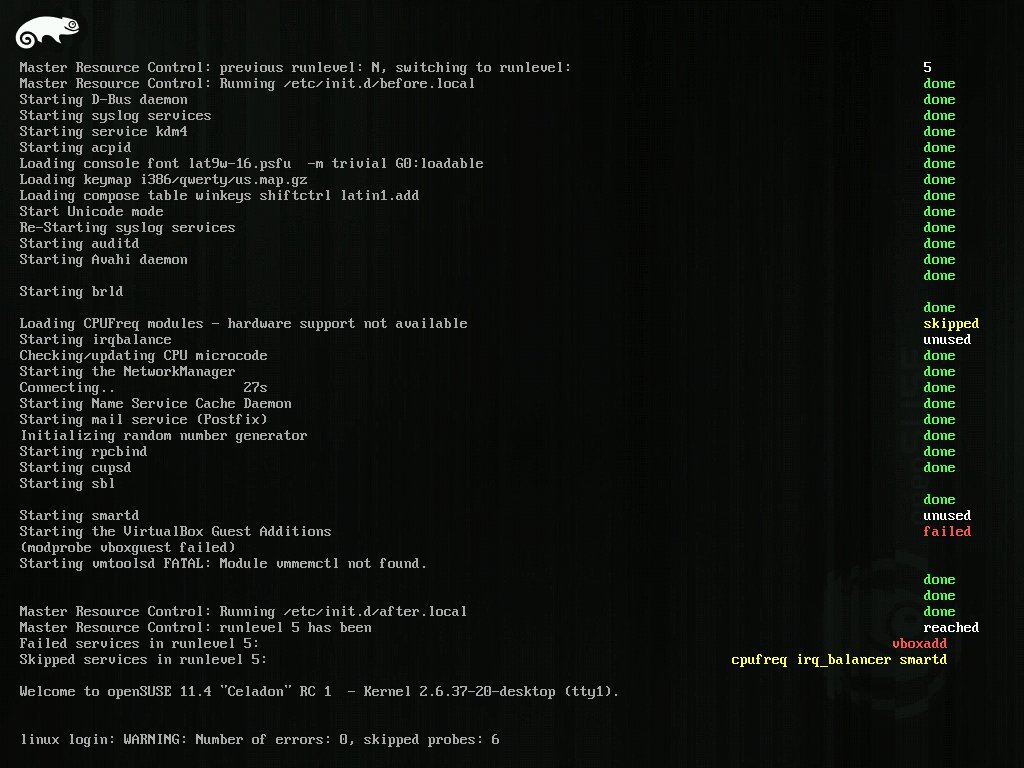 Master Resource Control: previous runlevel: N, switching to runlevel: 5
Master Resource Control: Running /etc/init.d/before.local done
Starting D-Bus daemon done
Starting syslog services done
Starting service kdm4 done
Starting acpid done
Loading console font lat9w-16.psfu  -m trivial G0:loadable done
Loading keymap i386/qwerty/us.map.gz done
Loading compose table winkeys shiftctrl latin1.add done
Start Unicode mode done
Re-Starting syslog services done
Starting auditd done
Starting Avahi daemon done
done
Starting brld
done
Loading CPUFreq modules - hardware support not available skipped
Starting irqbalance unused
Checking/updating CPU microcode done
Starting the NetworkManager done
Connecting.. 27s done
Starting Name Service Cache Daemon done
Starting mail service (Postfix) done
Initializing random number generator done
Starting rpcbind done
Starting cupsd done
Starting sbl
done
Starting smartd unused
Starting the VirtualBox Guest Additions failed
(modprobe vboxguest failed)
Starting vmtoolsd FATAL: Module vmmemctl not found.
done
done
Master Resource Control: Running /etc/init.d/after.local done
Master Resource Control: runlevel 5 has been reached
Failed services in runlevel 5: vboxadd
Skipped services in runlevel 5: cpufreq irq_balancer smartd
Welcome to openSUSE 11.4 "Celadon" RC 1  - Kernel 2.6.37-20-desktop (tty1).
linux login: WARNING: Number of errors: 0, skipped probes: 6